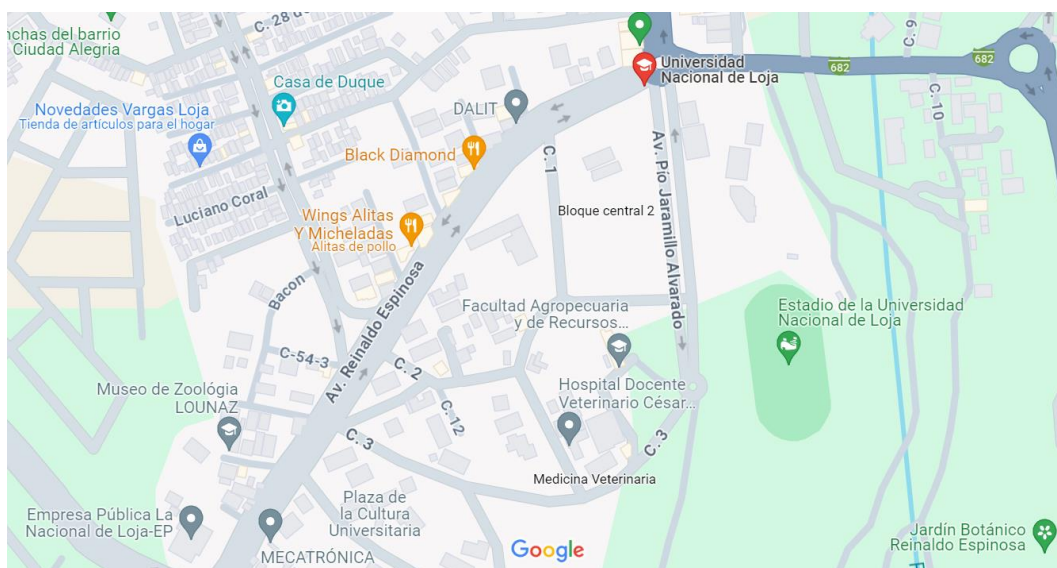 nchas del barrio
Ciudad Alegria
C. 28 d
Universidad
Nacional de Loja
682
682
C. 9
C. 10
Casa de Duque
Novedades Vargas Loja
Tienda de artículos para el hogar
DALIT
Black Diamond
C. 1
Av. Pío Jaramillo Alvarado
Luciano Coral
Wings Alitas
Y Micheladas
Alitas de pollo
Bloque central 2
Bacon
Av. Reinaldo Espinosa
Facultad Agropecuaria
y de Recursos...
Estadio de la Universidad
Nacional de Loja
C-54-3
C. 2
Museo de Zoológia
LOUNAZ
C. 12
Hospital Docente
Veterinario César...
C. 3
C. 3
Medicina Veterinaria
Plaza de
la Cultura
Universitaria
Empresa Pública La
Nacional de Loja-EP
MECATRÓNICA
Google
Jardín Botánico
Reinaldo Espinosa